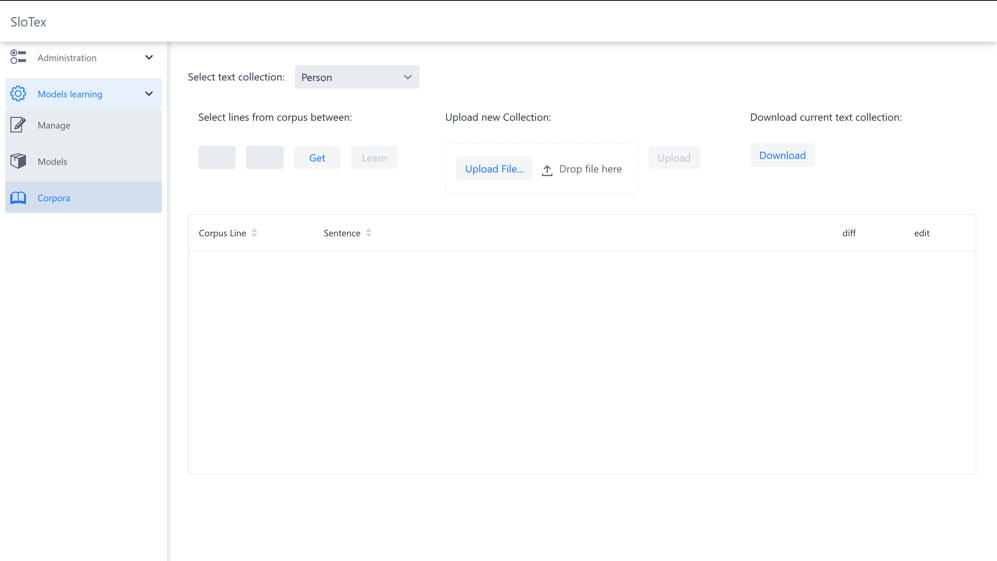 SloTex
Administration
Models learning
Manage
Models
Corpora
Select text collection: Person
Select lines from corpus between:
Get Learn
Upload new Collection:
Upload File... Drop file here Upload
Download current text collection:
Download
Corpus Line Sentence diff edit